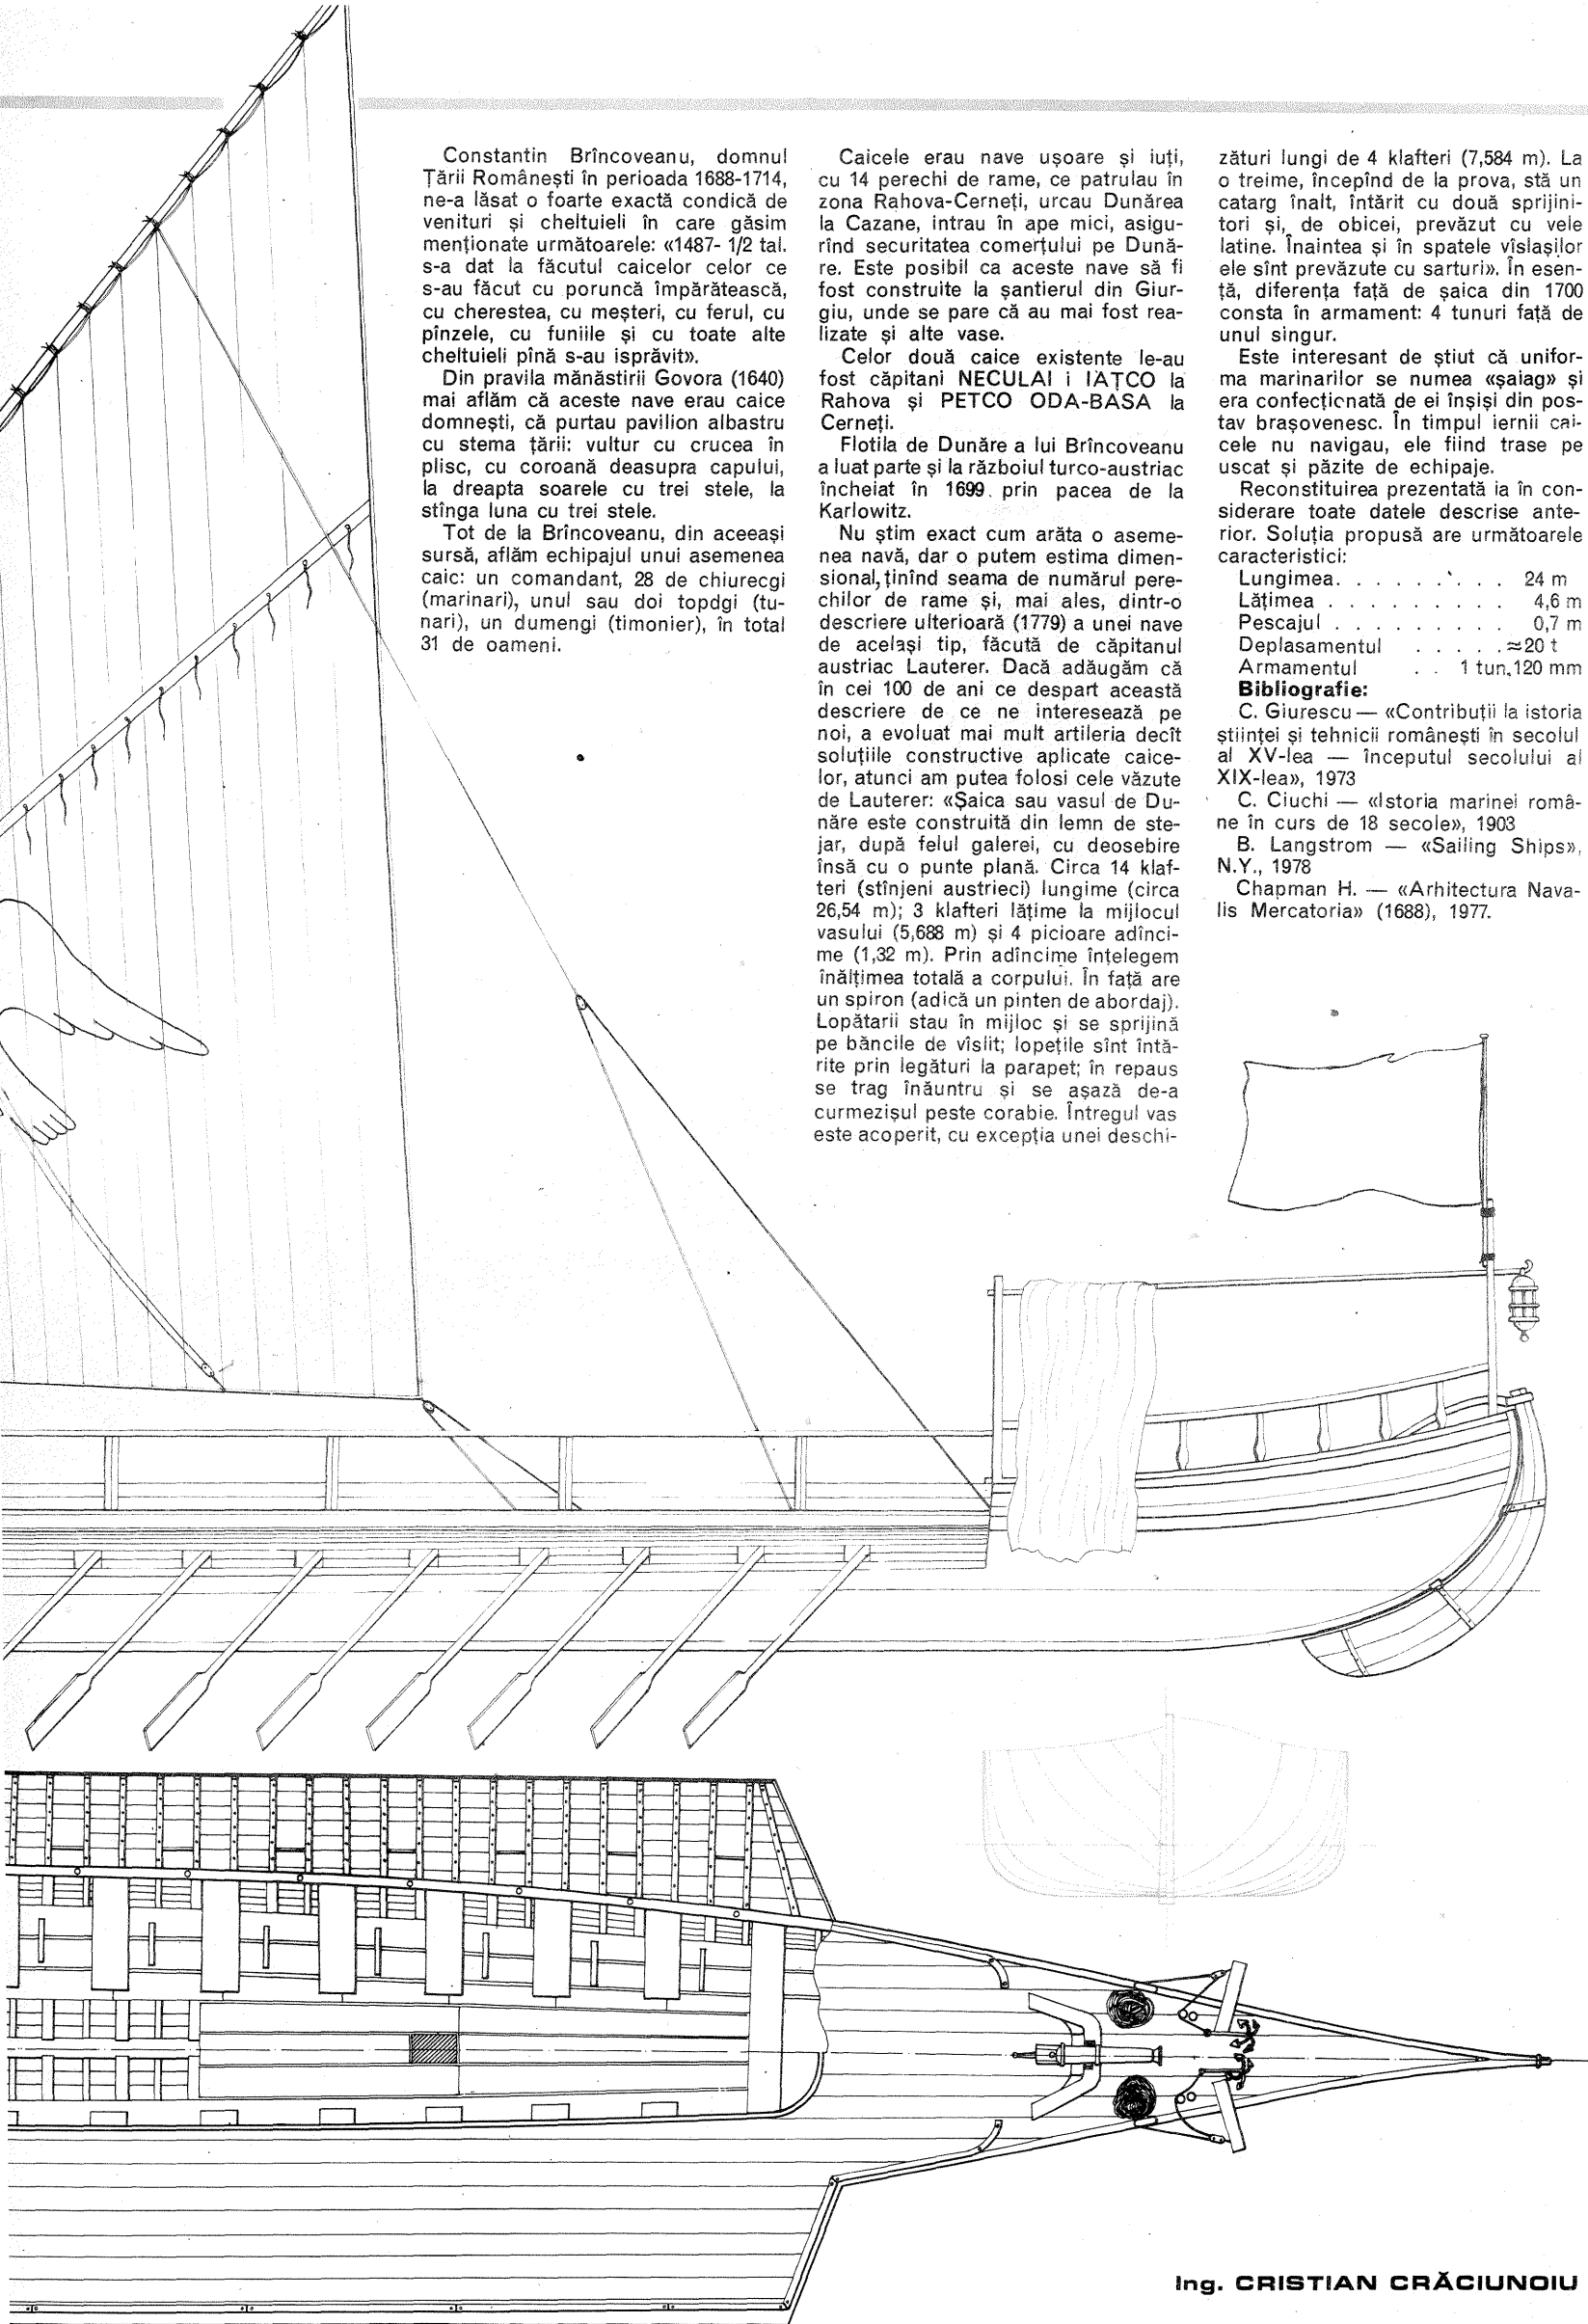 Constantin Brîncoveanu, domnul
Țării Românești în perioada 1688-1714,
ne-a lăsat o foarte exactă condică de
venituri și cheltuieli în care găsim
menționate următoarele: «1487- 1/2 tal.
s-a dat la făcutul caicelor celor ce
s-au făcut cu poruncă împărătească,
cu cherestea, cu meșteri, cu ferul, cu
pînzele, cu funiile și cu toate alte
cheltuieli pînă s-au isprăvit».
Din pravila mănăstirii Govora (1640)
mai aflăm că aceste nave erau caice
domnești, că purtau pavilion albastru
cu stema țării: vultur cu crucea în
plisc, cu coroană deasupra capului,
la dreapta soarele cu trei stele, la
stînga luna cu trei stele.
Tot de la Brîncoveanu, din aceeași
sursă, aflăm echipajul unui asemenea
caic: un comandant, 28 de chiurecgi
(marinari), unul sau doi topdgi (tu-
nari), un dumengi (timonier), în total
31 de oameni.
Caicele erau nave ușoare și iuți,
cu 14 perechi de rame, ce patrulau în
zona Rahova-Cerneți, urcau Dunărea
la Cazane, intrau în ape mici, asigu-
rînd securitatea comerțului pe Dună-
re. Este posibil ca aceste nave să fi
fost construite la șantierul din Giur-
giu, unde se pare că au mai fost rea-
lizate și alte vase.
Celor două caice existente le-au
fost căpitani NECULAI i IAȚCO la
Rahova și PETCO ODA-BASA la
Cerneți.
Flotila de Dunăre a lui Brîncoveanu
a luat parte și la războiul turco-austriac
încheiat în 1699. prin pacea de la
Karlowitz.
Nu știm exact cum arăta o aseme-
nea navă, dar o putem estima dimen-
sional, ținînd seama de numărul pere-
chilor de rame și, mai ales, dintr-o
descriere ulterioară (1779) a unei nave
de același tip, făcută de căpitanul
austriac Lauterer. Dacă adăugăm că
în cei 100 de ani ce despart această
descriere de ce ne interesează pe
noi, a evoluat mai mult artileria decît
soluțiile constructive aplicate caice-
lor, atunci am putea folosi cele văzute
de Lauterer: «Șaica sau vasul de Du-
năre este construită din lemn de ste-
jar, după felul galerei, cu deosebire
însă cu o punte plană. Circa 14 klaf-
teri (stînjeni austrieci) lungime (circa
26,54 m); 3 klafteri lățime la mijlocul
vasului (5,688 m) și 4 picioare adînci-
me (1,32 m). Prin adîncime înțelegem
înălțimea totală a corpului. În față are
un spiron (adică un pinten de abordaj).
Lopătarii stau în mijloc și se sprijină
pe băncile de vîslit; lopețile sînt întă-
rite prin legături la parapet; în repaus
se trag înăuntru și se așază de-a
curmezișul peste corabie. Întregul vas
este acoperit, cu excepția unei deschi-
zături lungi de 4 klafteri (7,584 m). La
o treime, începînd de la prova, stă un
catarg înalt, întărit cu două sprijini-
tori și, de obicei, prevăzut cu vele
latine. Înaintea și în spatele vîslașilor
ele sînt prevăzute cu sarturi». În esen-
ță, diferența față de șaica din 1700
consta în armament: 4 tunuri față de
unul singur.
Este interesant de știut că unifor-
ma marinarilor se numea «șaiag» și
era confecționată de ei înșiși din pos-
tav brașovenesc. În timpul iernii cai-
cele nu navigau, ele fiind trase pe
uscat și păzite de echipaje.
Reconstituirea prezentată ia în con-
siderare toate datele descrise ante-
rior. Soluția propusă are următoarele
caracteristici:
Lungimea. . . . . . . . . 24 m
Lățimea . . . . . . . . . 4,6 m
Pescajul . . . . . . . . . 0,7 m
Deplasamentul . . . . . ≈20 t
Armamentul . . 1 tun, 120 mm
Bibliografie:
C. Giurescu — «Contribuții la istoria
științei și tehnicii românești în secolul
al XV-lea — începutul secolului al
XIX-lea», 1973
C. Ciuchi — «Istoria marinei româ-
ne în curs de 18 secole», 1903
B. Langstrom — «Sailing Ships»,
N.Y., 1978
Chapman H. — «Arhitectura Nava-
lis Mercatoria» (1688), 1977.
Ing. CRISTIAN CRĂCIUNOIU